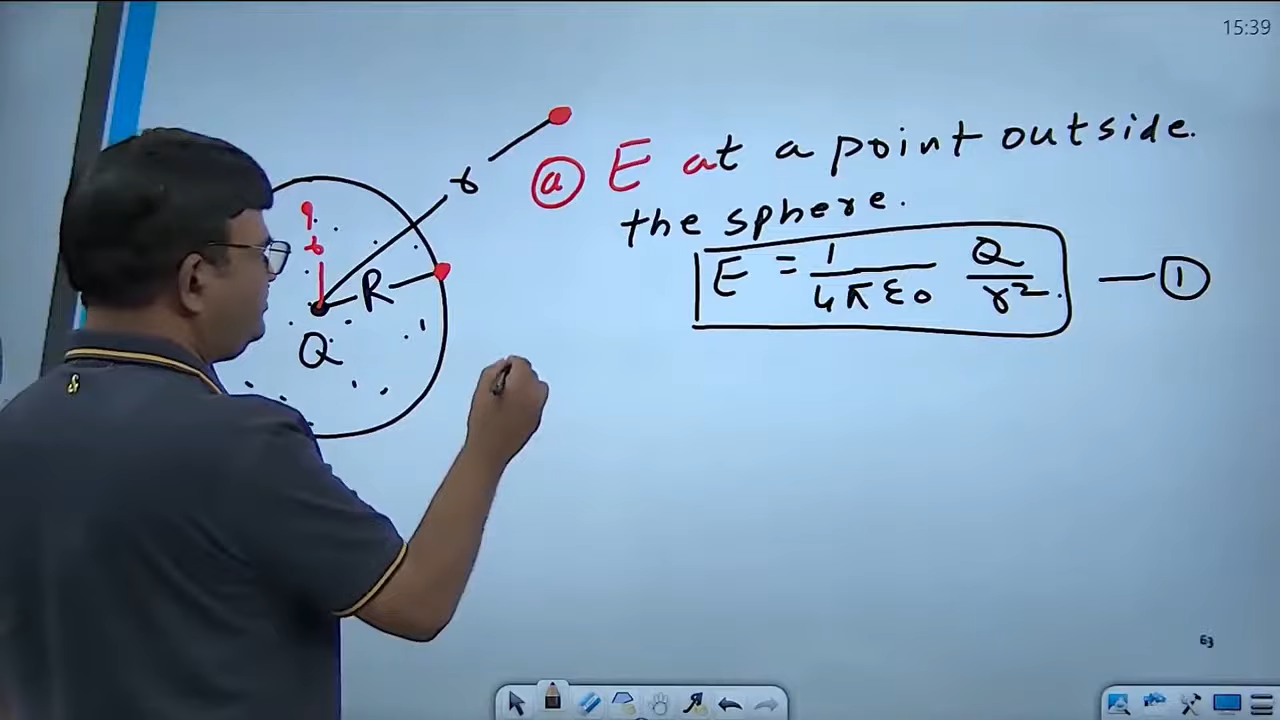 15:39
(a) E at a point outside.
the sphere.
E = 1/4πε0 Q/r² — (1)
r
q
r
R
Q
63